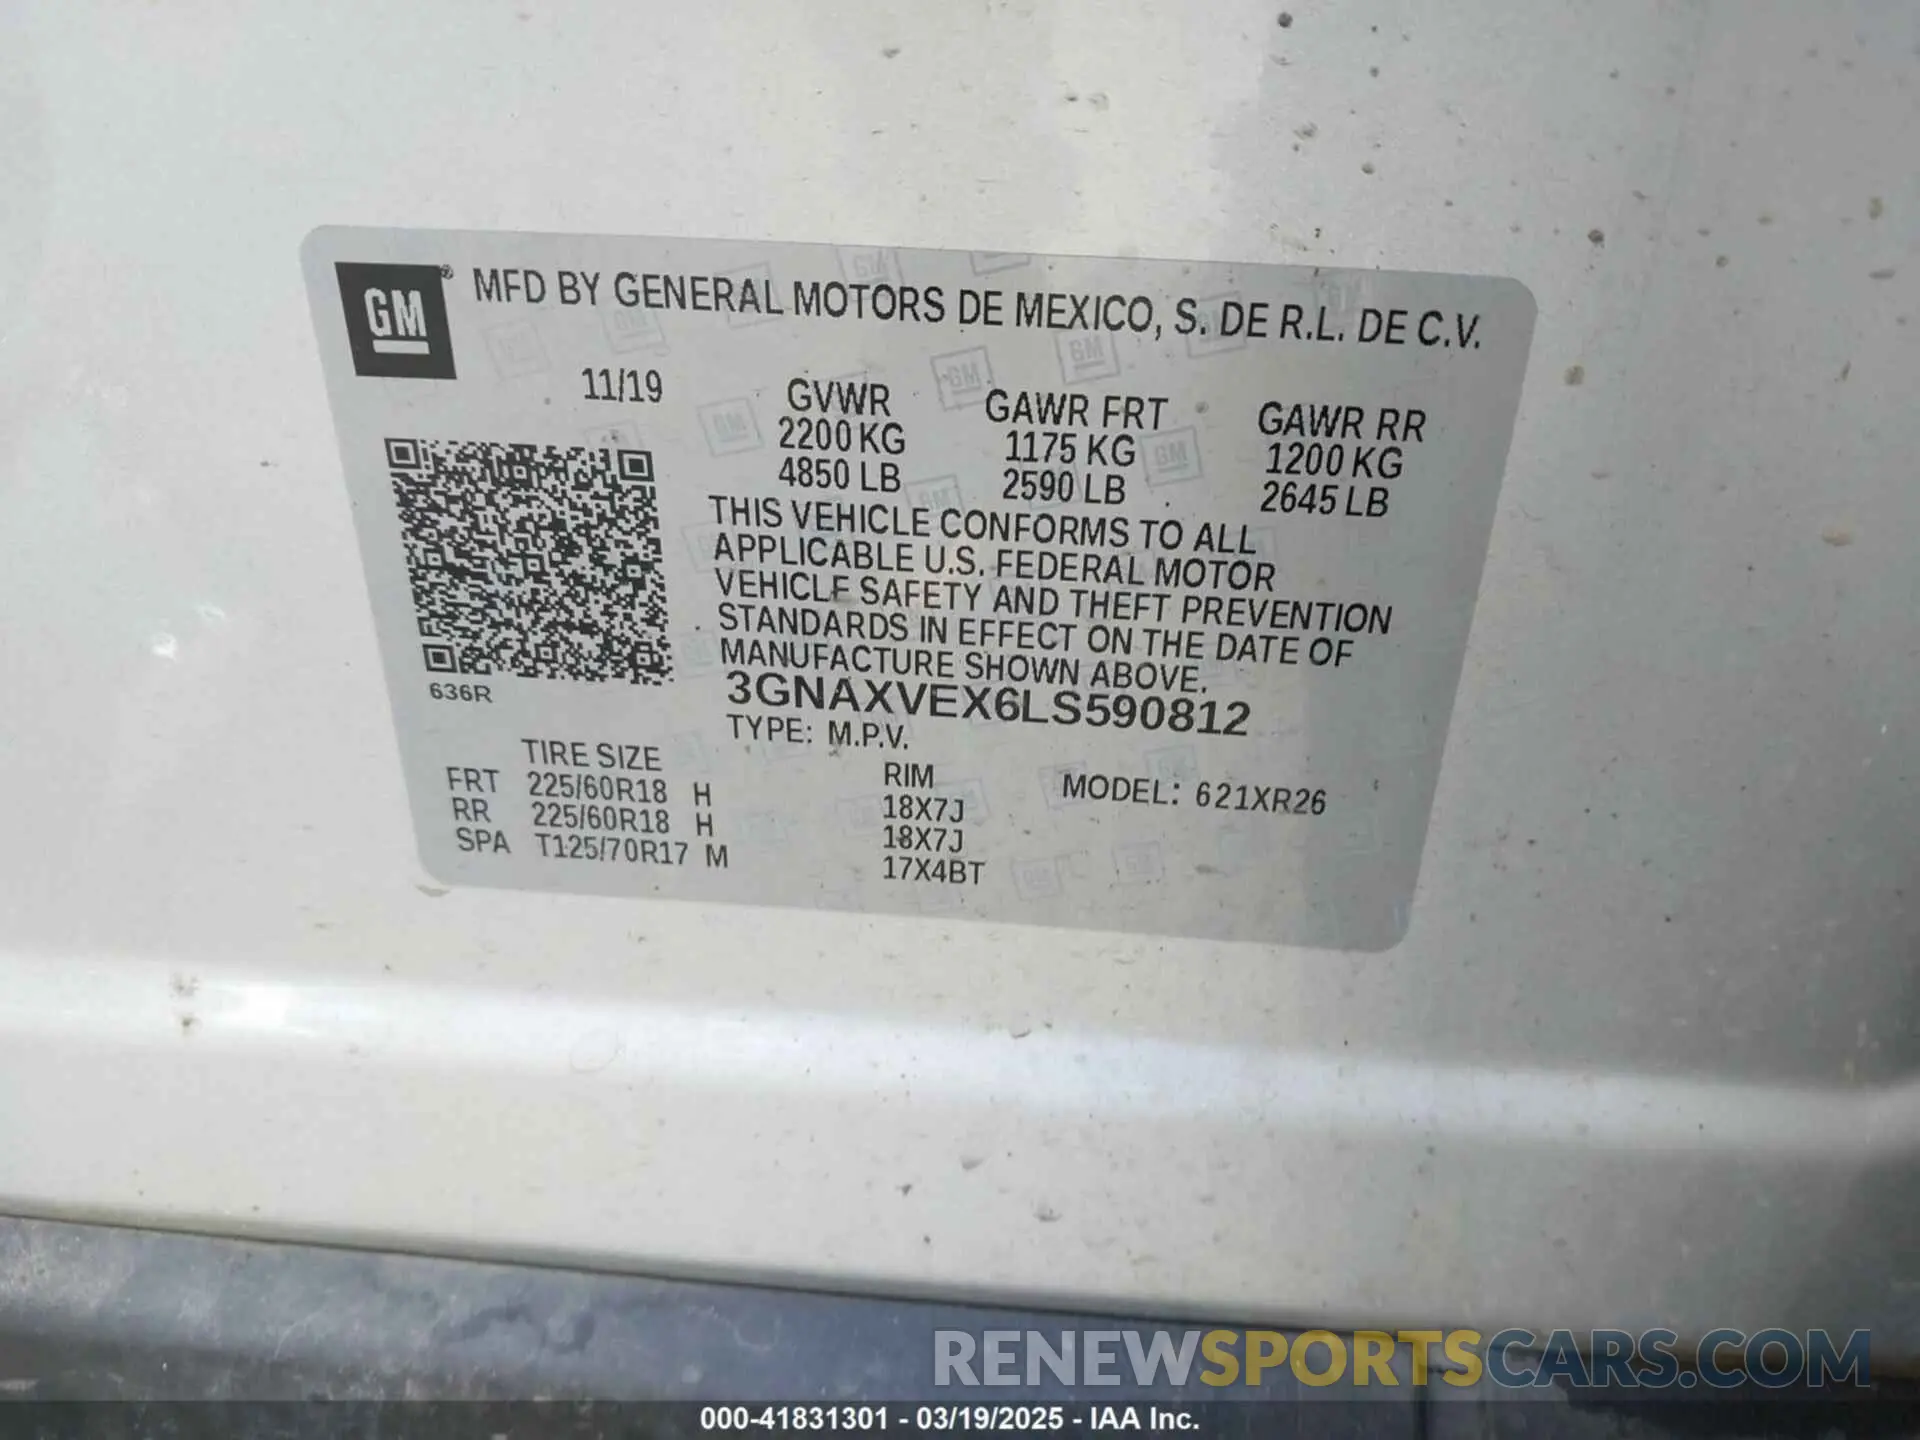 GM® MFD BY GENERAL MOTORS DE MEXICO, S. DE R.L. DE C.V.
11/19 GVWR GAWR FRT GAWR RR
2200 KG 1175 KG 1200 KG
4850 LB 2590 LB 2645 LB
THIS VEHICLE CONFORMS TO ALL
APPLICABLE U.S. FEDERAL MOTOR
VEHICLE SAFETY AND THEFT PREVENTION
STANDARDS IN EFFECT ON THE DATE OF
MANUFACTURE SHOWN ABOVE.
636R
3GNAXVEX6LS590812
TYPE: M.P.V.
TIRE SIZE RIM MODEL: 621XR26
FRT 225/60R18 H 18X7J
RR 225/60R18 H 18X7J
SPA T125/70R17 M 17X4BT
RENEWSPORTSCARS.COM
000-41831301 - 03/19/2025 - IAA Inc.